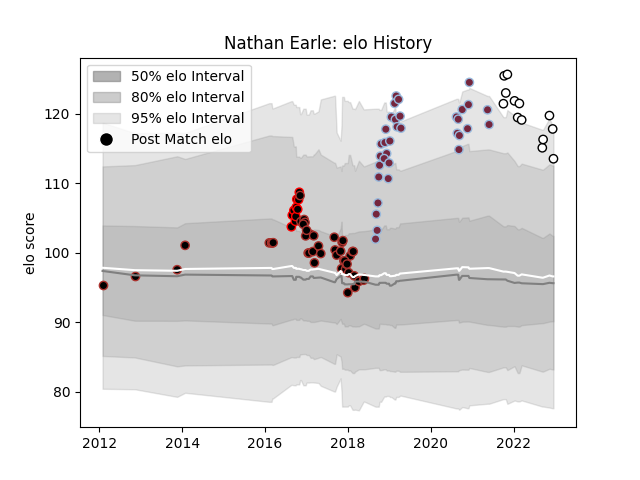 Nathan Earle: elo History
50% elo Interval
80% elo Interval
95% elo Interval
Post Match elo
elo score
120
110
100
90
80
2012
2014
2016
2018
2020
2022